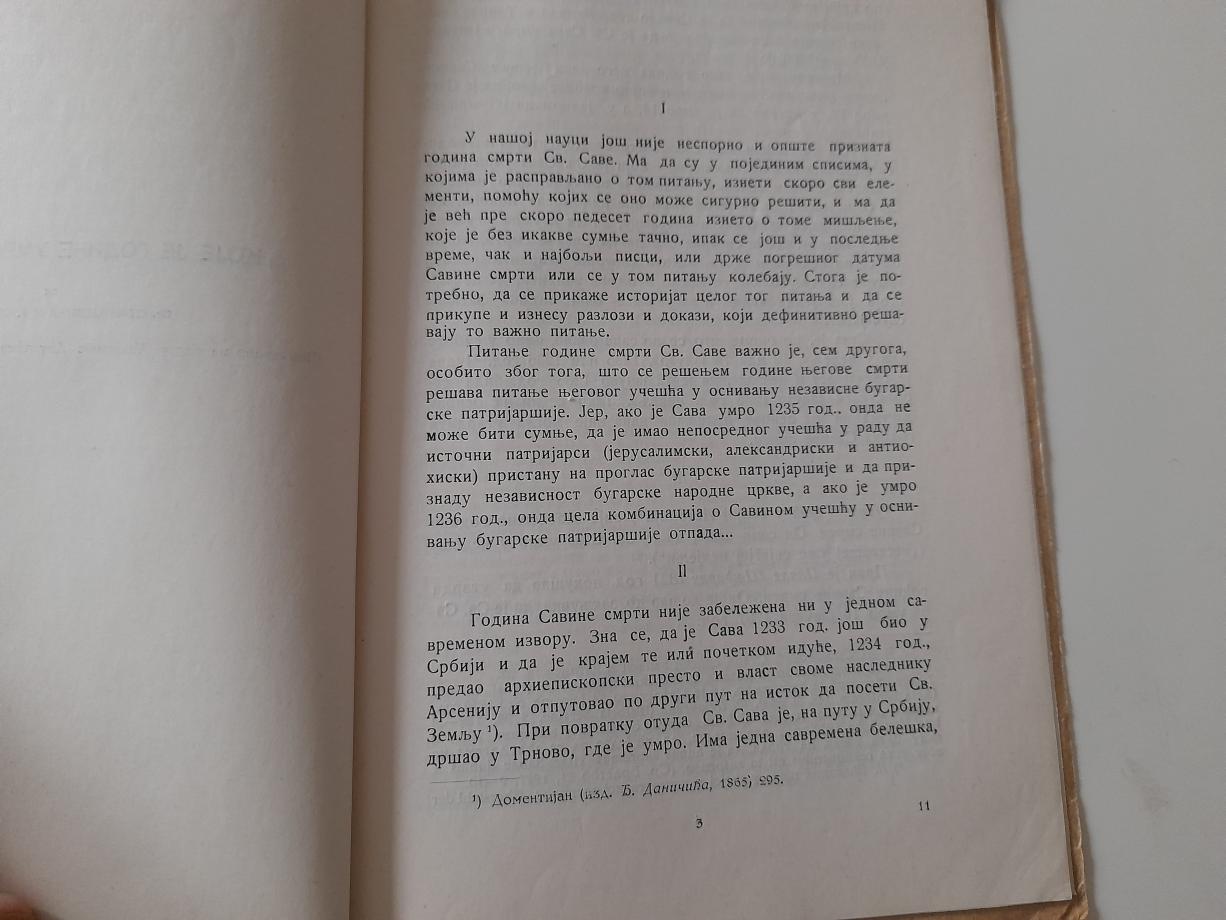 I
У нашој науци још није неспорно и опште призната
година смрти Св. Саве. Ма да су у појединим списима, у
којима је расправљано о том питању, изнети скоро сви еле-
менти, помоћу којих се оно може сигурно решити, и ма да
је већ пре скоро педесет година изнето о томе мишљење,
које је без икакве сумње тачно, ипак се још и у последње
време, чак и најбољи писци, или држе погрешног датума
Савине смрти или се у том питању колебају. Стога је по-
требно, да се прикаже историјат целог тог питања и да се
прикупе и изнесу разлози и докази, који дефинитивно реша-
вају то важно питање.
Питање године смрти Св. Саве важно је, сем другога,
особито због тога, што се решењем године његове смрти
решава питање његовог учешћа у оснивању независне бугар-
ске патријаршије. Јер, ако је Сава умро 1235 год.. онда не
може бити сумње, да је имао непосредног учешћа у раду да
источни патријарси (јерусалимски, александриски и антио-
хиски) пристану на проглас бугарске патријаршије и да при-
знаду независност бугарске народне цркве, а ако је умро
1236 год., онда цела комбинација о Савином учешћу у осни-
вању бугарске патријаршије отпада...
II
Година Савине смрти није забележена ни у једном са-
временом извору. Зна се, да је Сава 1233 год. још био у
Србији и да је крајем те или почетком идуће, 1234 год.,
предао архиепископски престо и власт своме наследнику
Арсенију и отпутовао по други пут на исток да посети Св.
Земљу ¹). При повратку отуда Св. Сава је, на путу у Србију,
дршао у Трново, где је умро. Има једна савремена белешка,
¹) Доментијан (изд. Ђ. Даничића, 1865) 295.
11
3